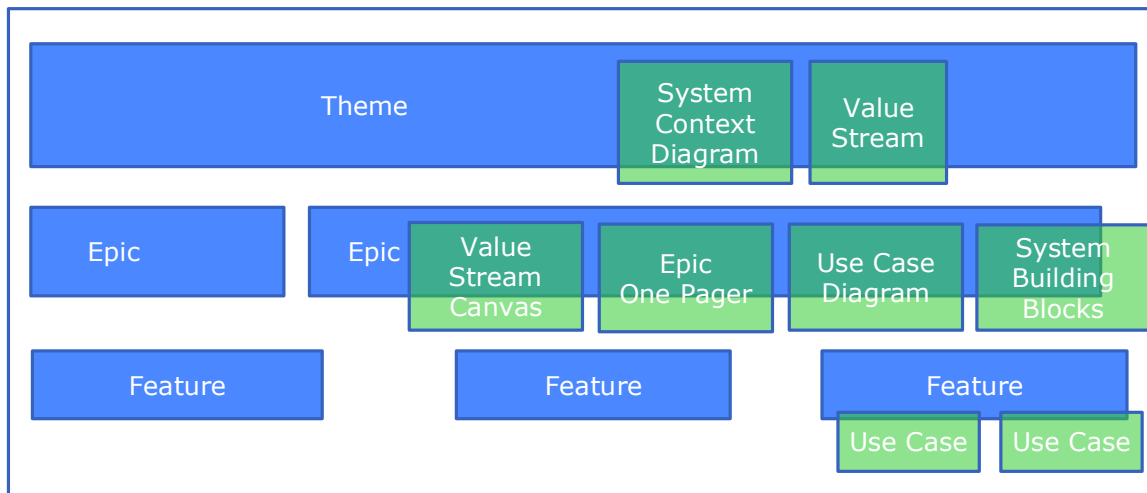 Theme
System
Context
Diagram
Value
Stream
Epic
Epic
Value
Stream
Canvas
Epic
One Pager
Use Case
Diagram
System
Building
Blocks
Feature
Feature
Feature
Use Case
Use Case